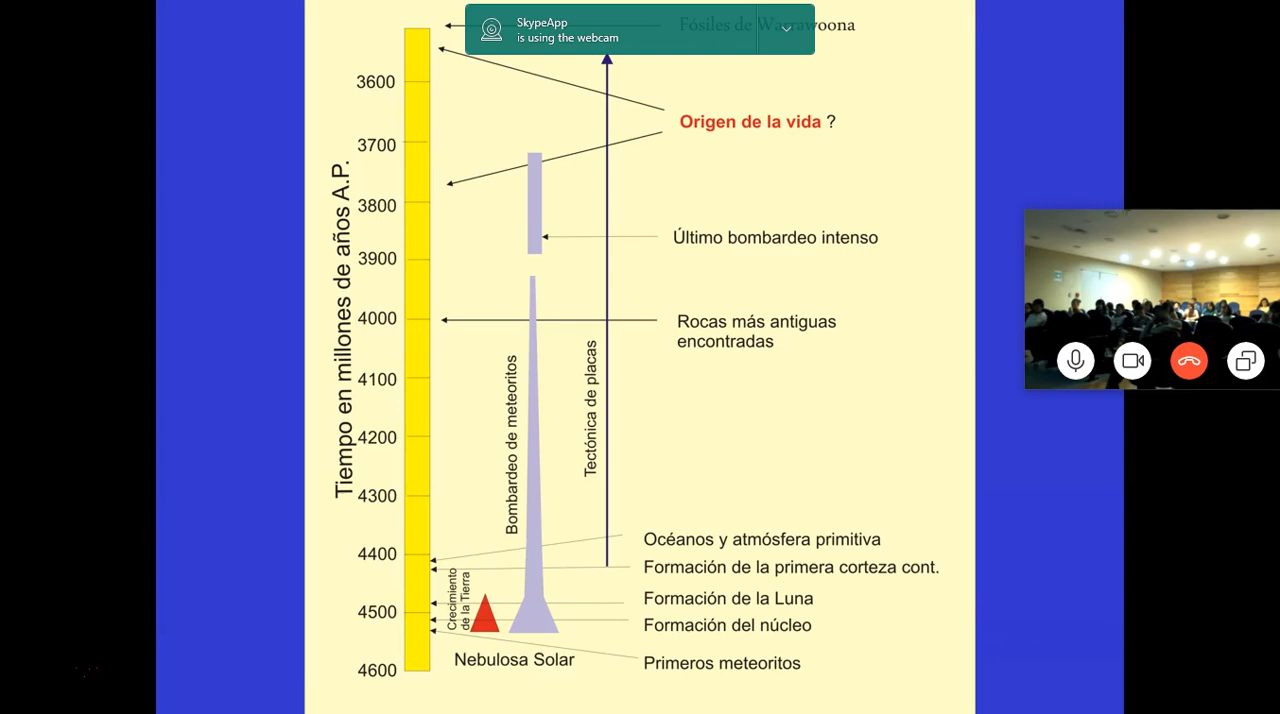 SkypeApp
is using the webcam
Fósiles de Warrawoona
3600
3700
3800
3900
4000
4100
4200
4300
4400
4500
4600
Tiempo en millones de años A.P.
Origen de la vida ?
Último bombardeo intenso
Rocas más antiguas
encontradas
Bombardeo de meteoritos
Tectónica de placas
Océanos y atmósfera primitiva
Formación de la primera corteza cont.
Crecimiento
de la Tierra
Formación de la Luna
Formación del núcleo
Nebulosa Solar
Primeros meteoritos